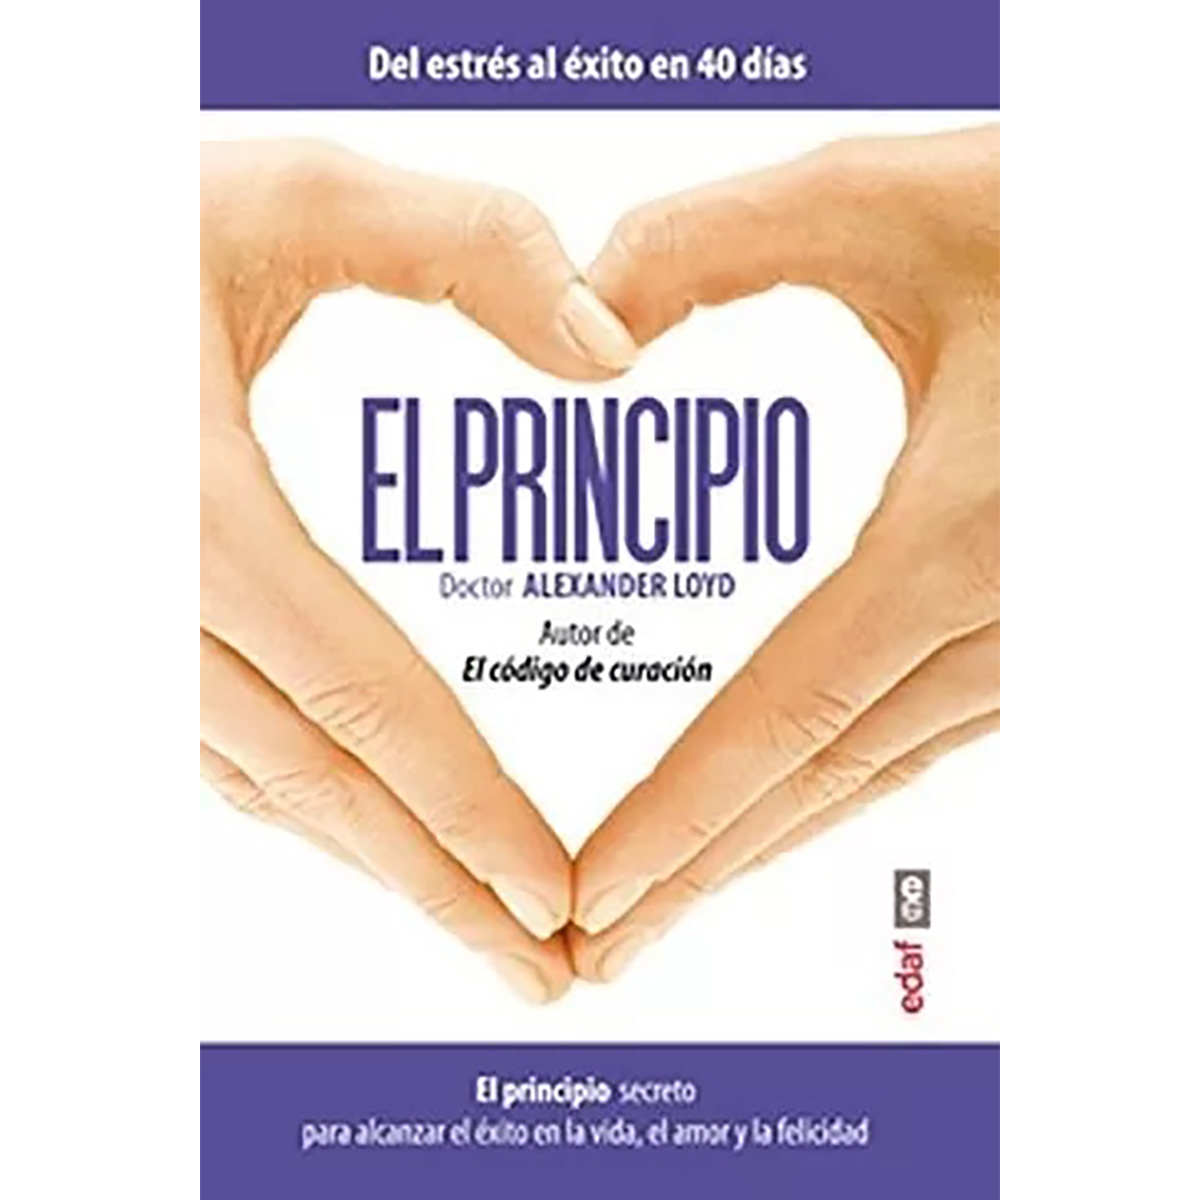 Del estrés al éxito en 40 días
EL PRINCIPIO
Doctor ALEXANDER LOYD
Autor de
El código de curación
edaf
El principio secreto
para alcanzar el éxito en la vida, el amor y la felicidad